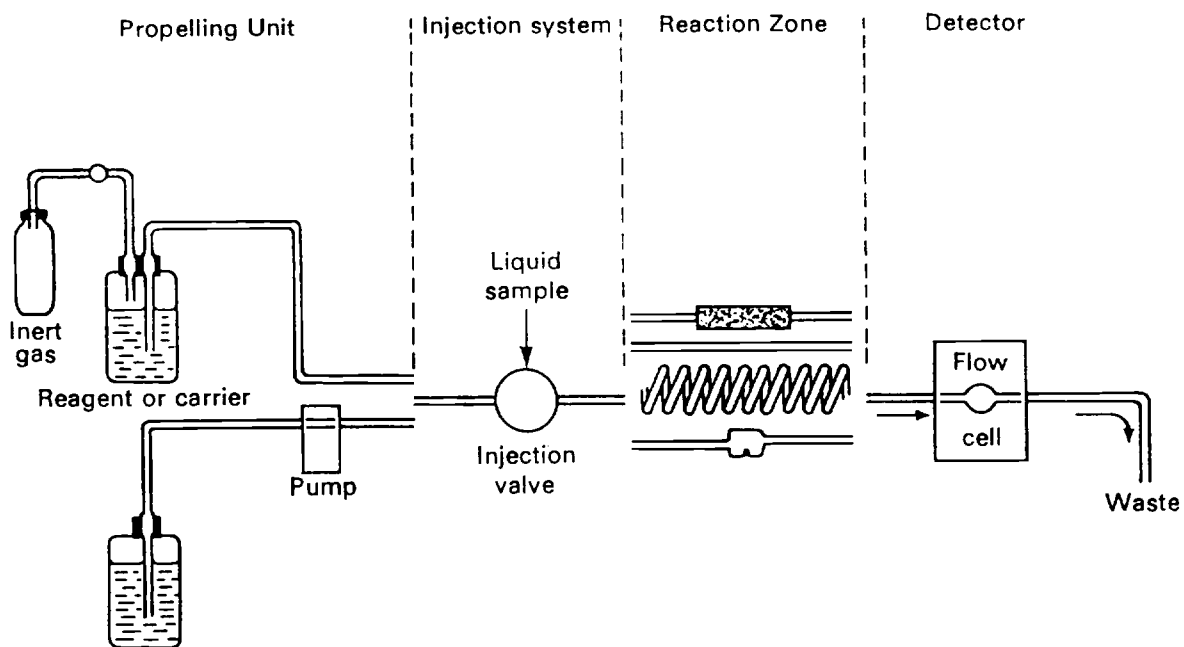 Propelling Unit
Injection system
Reaction Zone
Detector
Inert
gas
Reagent or carrier
Pump
Liquid
sample
Injection
valve
Flow
cell
Waste